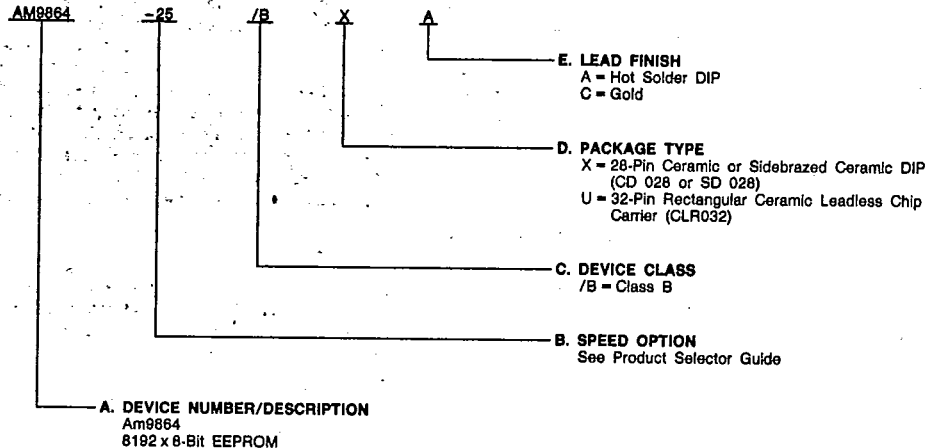 AM9864 -25 /B X A
E. LEAD FINISH
A = Hot Solder DIP
C = Gold
D. PACKAGE TYPE
X = 28-Pin Ceramic or Sidebrazed Ceramic DIP
(CD 028 or SD 028)
U = 32-Pin Rectangular Ceramic Leadless Chip
Carrier (CLR032)
C. DEVICE CLASS
/B = Class B
B. SPEED OPTION
See Product Selector Guide
A. DEVICE NUMBER/DESCRIPTION
Am9864
8192 x 8-Bit EEPROM